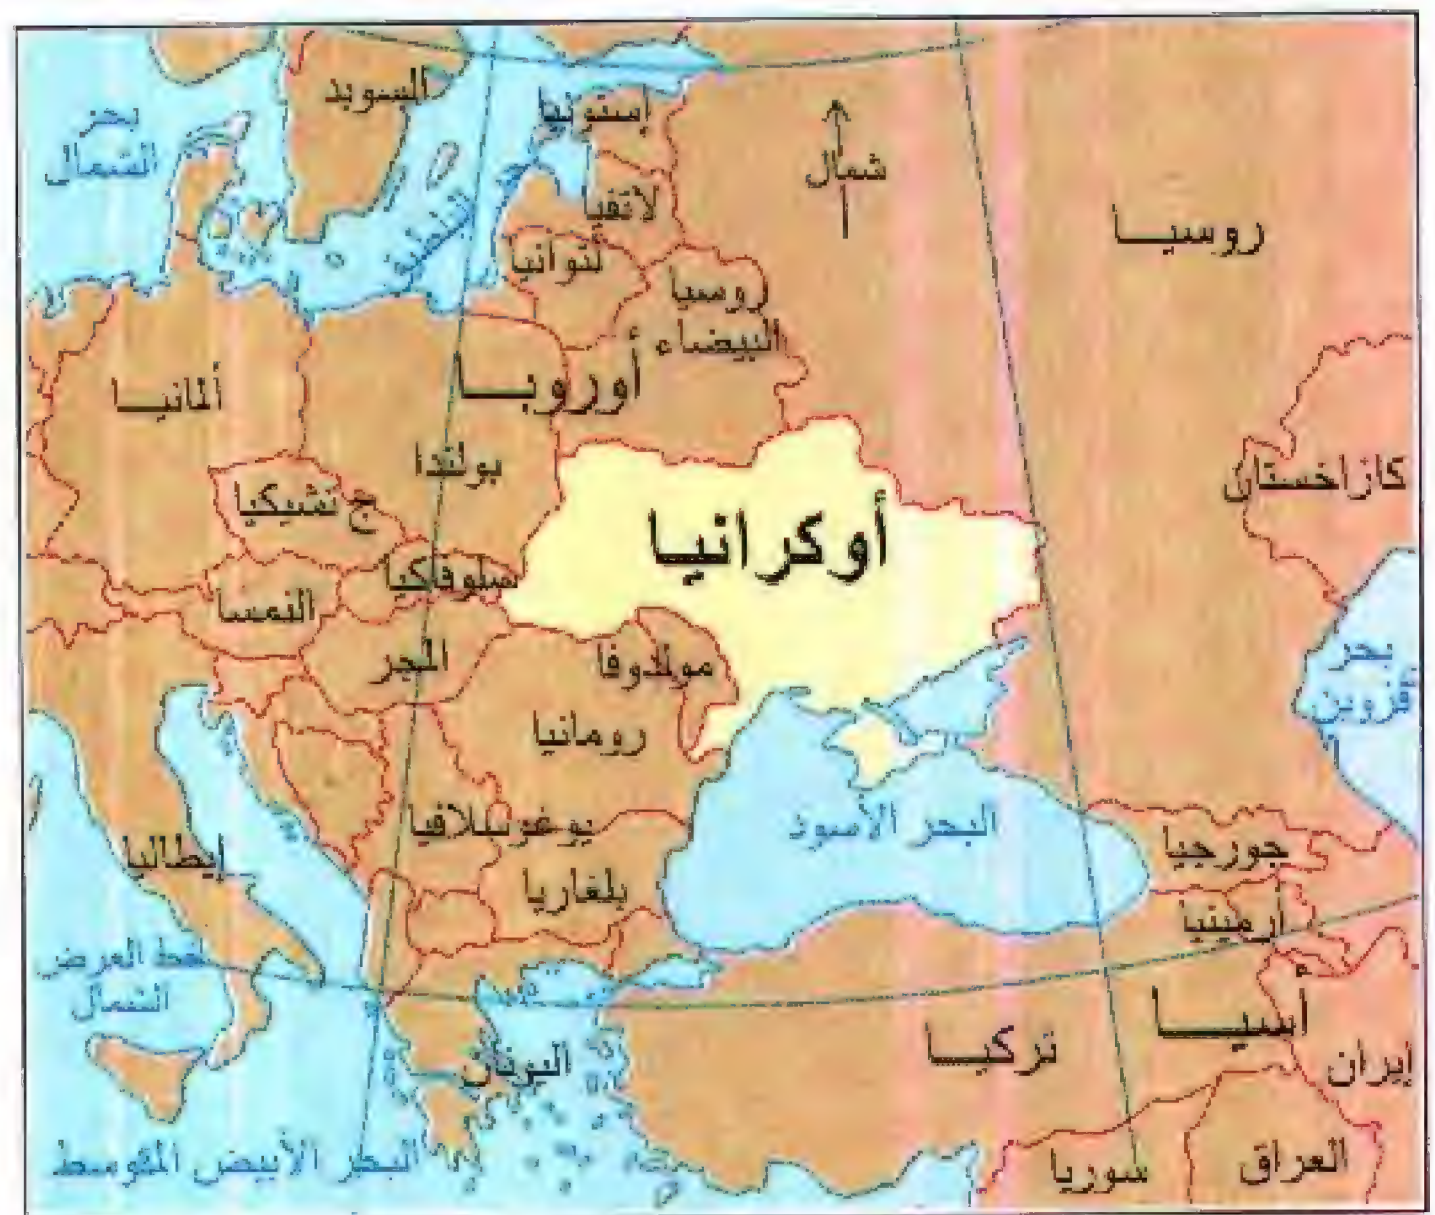 السويد
إستونيا
بحر
الشمال
شمال
لاتفيا
روسيا
البلطيق
لتوانيا
روسيا
البيضاء
ألمانيا
أوروبا
بولندا
كازاخستان
ج تشيكيا
أوكرانيا
سلوفاكيا
النمسا
المجر
مولدوفا
بحر
قزوين
رومانيا
يوغوسلافيا
البحر الأسود
جورجيا
إيطاليا
بلغاريا
أرمينيا
خط العرض
الشمال
أسيا
تركيا
إيران
اليونان
البحر الأبيض المتوسط
سوريا
العراق